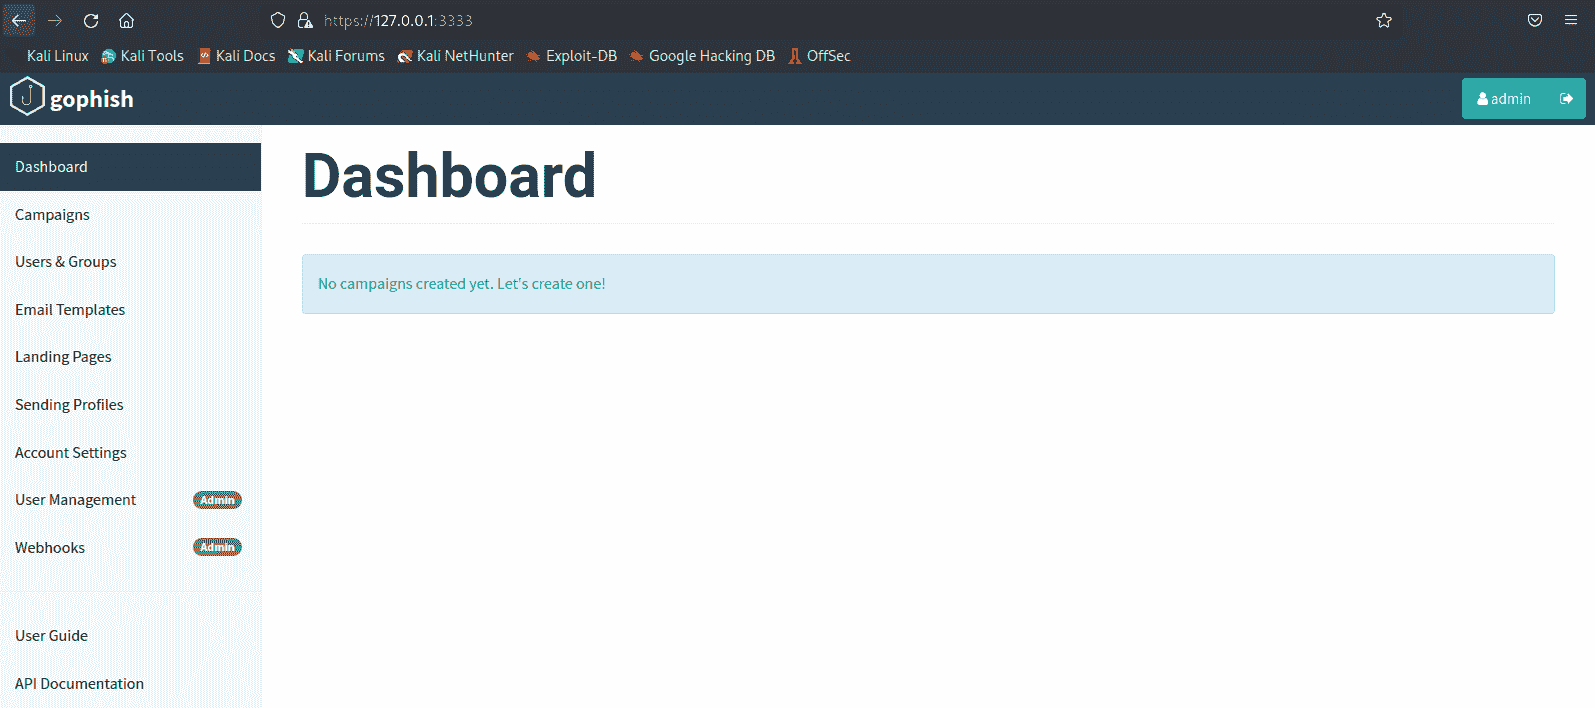 https://127.0.0.1:3333
Kali Linux Kali Tools Kali Docs Kali Forums Kali NetHunter Exploit-DB Google Hacking DB OffSec
gophish admin
Dashboard
Campaigns
Users & Groups
Email Templates
Landing Pages
Sending Profiles
Account Settings
User Management Admin
Webhooks Admin
User Guide
API Documentation
Dashboard
No campaigns created yet. Let's create one!